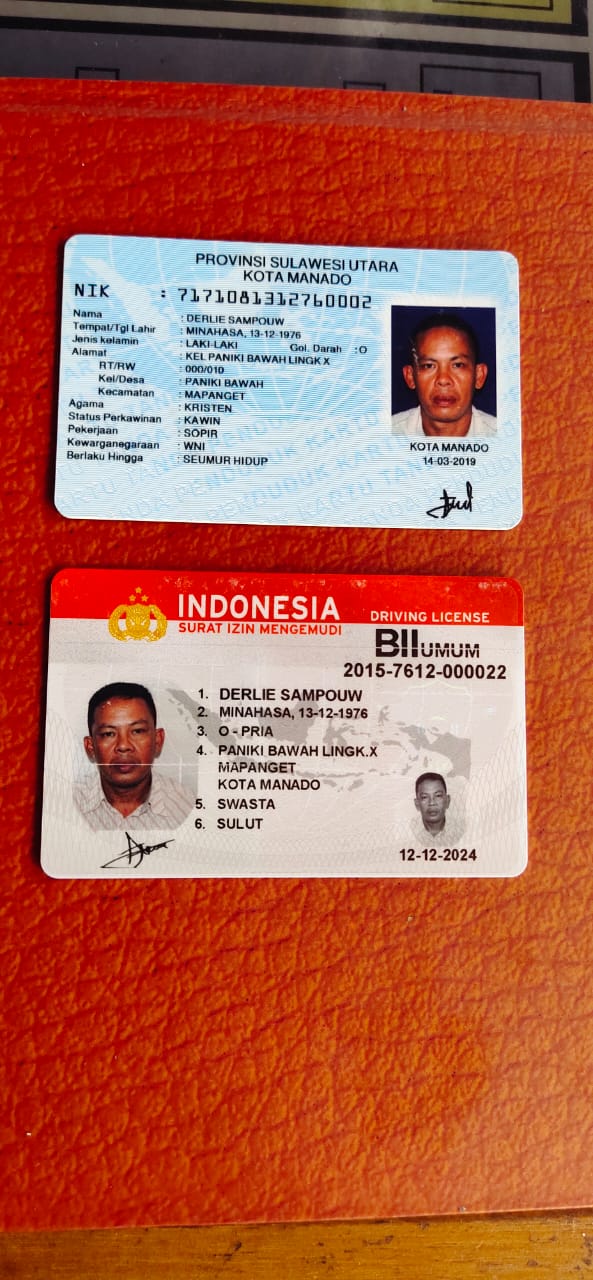 PROVINSI SULAWESI UTARA
KOTA MANADO
NIK : 7171081312760002
Nama : DERLIE SAMPOUW
Tempat/Tgl Lahir : MINAHASA, 13-12-1976
Jenis kelamin : LAKI-LAKI Gol. Darah : O
Alamat : KEL PANIKI BAWAH LINGK X
RT/RW : 000/010
Kel/Desa : PANIKI BAWAH
Kecamatan : MAPANGET
Agama : KRISTEN
Status Perkawinan : KAWIN
Pekerjaan : SOPIR
Kewarganegaraan : WNI
Berlaku Hingga : SEUMUR HIDUP
KOTA MANADO
14-03-2019
INDONESIA
SURAT IZIN MENGEMUDI
DRIVING LICENSE
BII UMUM
2015-7612-000022
1. DERLIE SAMPOUW
2. MINAHASA, 13-12-1976
3. O - PRIA
4. PANIKI BAWAH LINGK.X
MAPANGET
KOTA MANADO
5. SWASTA
6. SULUT
12-12-2024